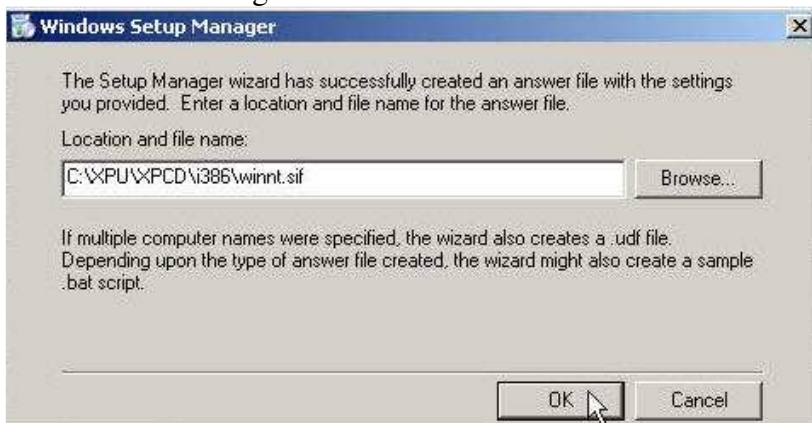 Windows Setup Manager
The Setup Manager wizard has successfully created an answer file with the settings
you provided. Enter a location and file name for the answer file.
Location and file name:
C:\XPU\XPCD\i386\winnt.sif
Browse...
If multiple computer names were specified, the wizard also creates a .udf file.
Depending upon the type of answer file created, the wizard might also create a sample
.bat script.
OK
Cancel